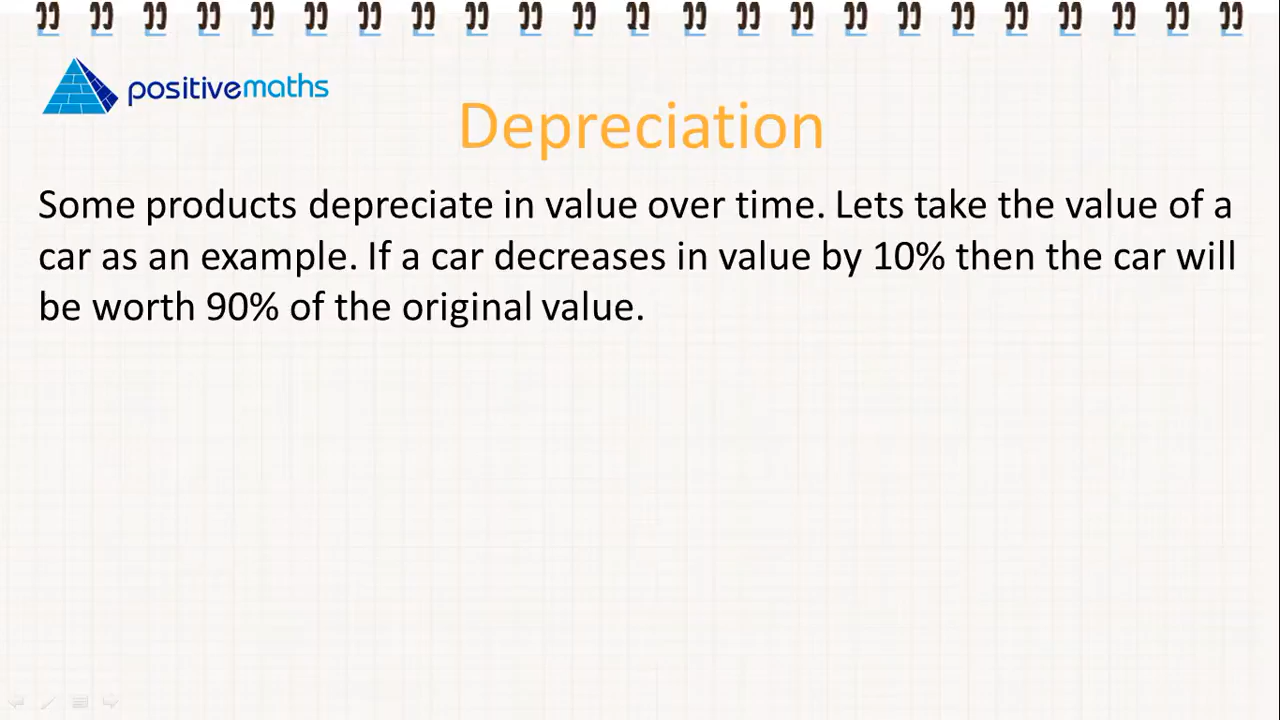 positivemaths
Depreciation
Some products depreciate in value over time. Lets take the value of a
car as an example. If a car decreases in value by 10% then the car will
be worth 90% of the original value.